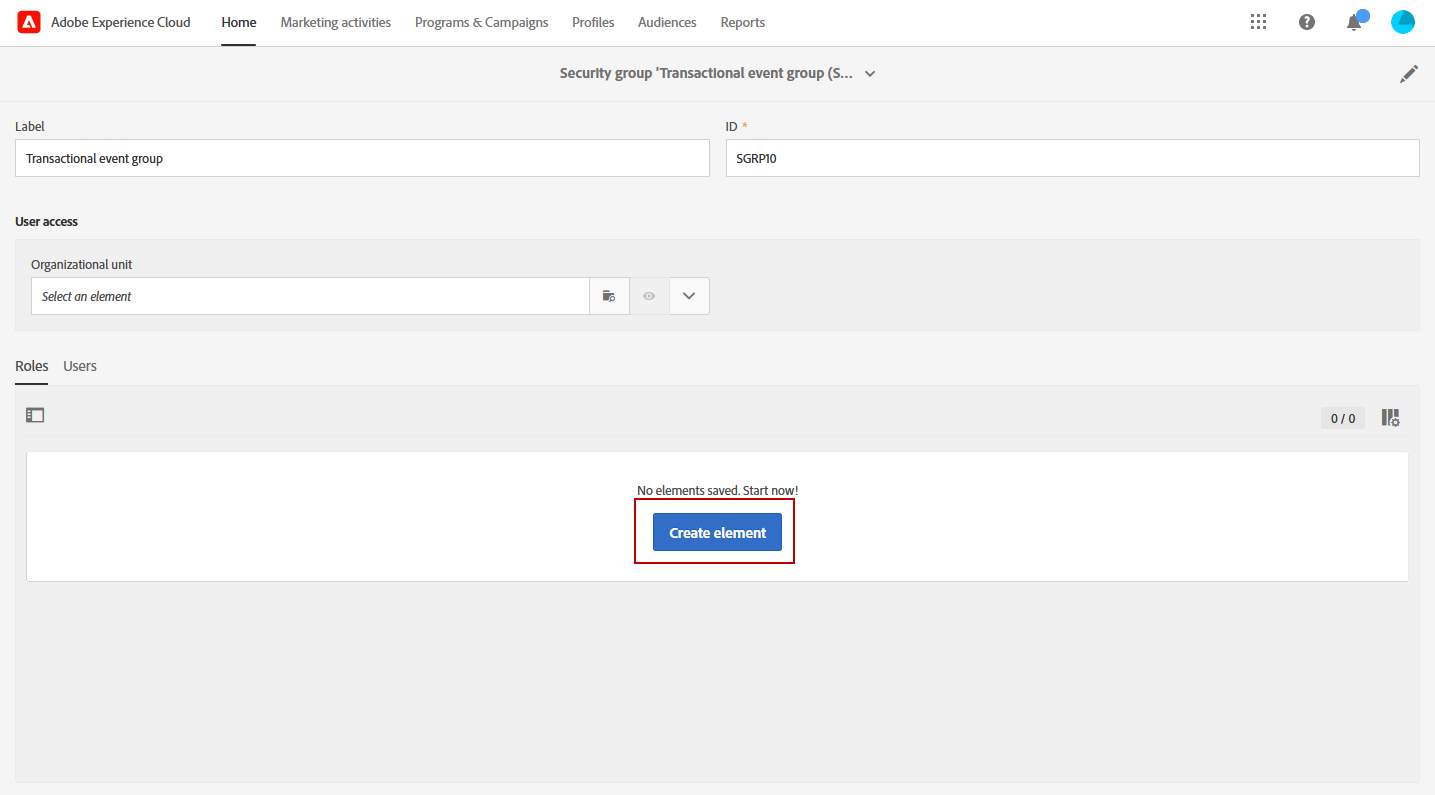 Adobe Experience Cloud Home Marketing activities Programs & Campaigns Profiles Audiences Reports
Security group 'Transactional event group (S...
Label
ID *
Transactional event group
SGRP10
User access
Organizational unit
Select an element
Roles Users
0 / 0
No elements saved. Start now!
Create element